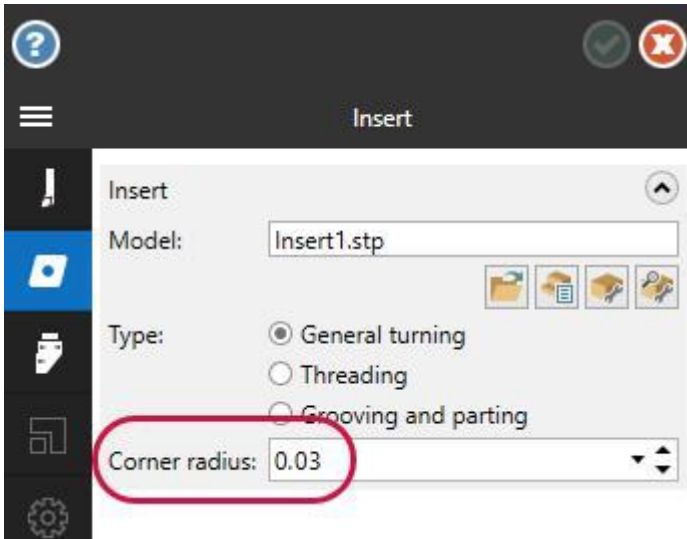 ?
Insert
Insert
Model: Insert1.stp
Type: General turning
Threading
Grooving and parting
Corner radius: 0.03